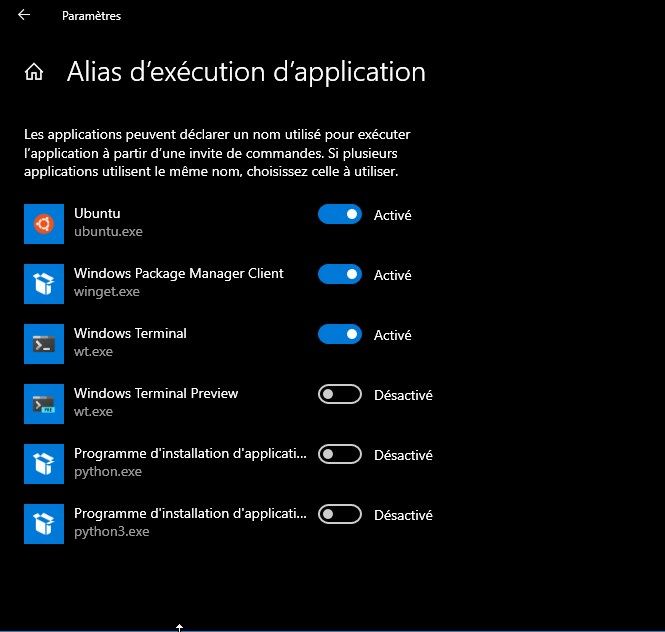 Paramètres
Alias d'exécution d'application
Les applications peuvent déclarer un nom utilisé pour exécuter
l'application à partir d'une invite de commandes. Si plusieurs
applications utilisent le même nom, choisissez celle à utiliser.
Ubuntu
ubuntu.exe
Activé
Windows Package Manager Client
winget.exe
Activé
Windows Terminal
wt.exe
Activé
Windows Terminal Preview
wt.exe
Désactivé
PRE
Programme d'installation d'applicati...
python.exe
Désactivé
Programme d'installation d'applicati...
python3.exe
Désactivé